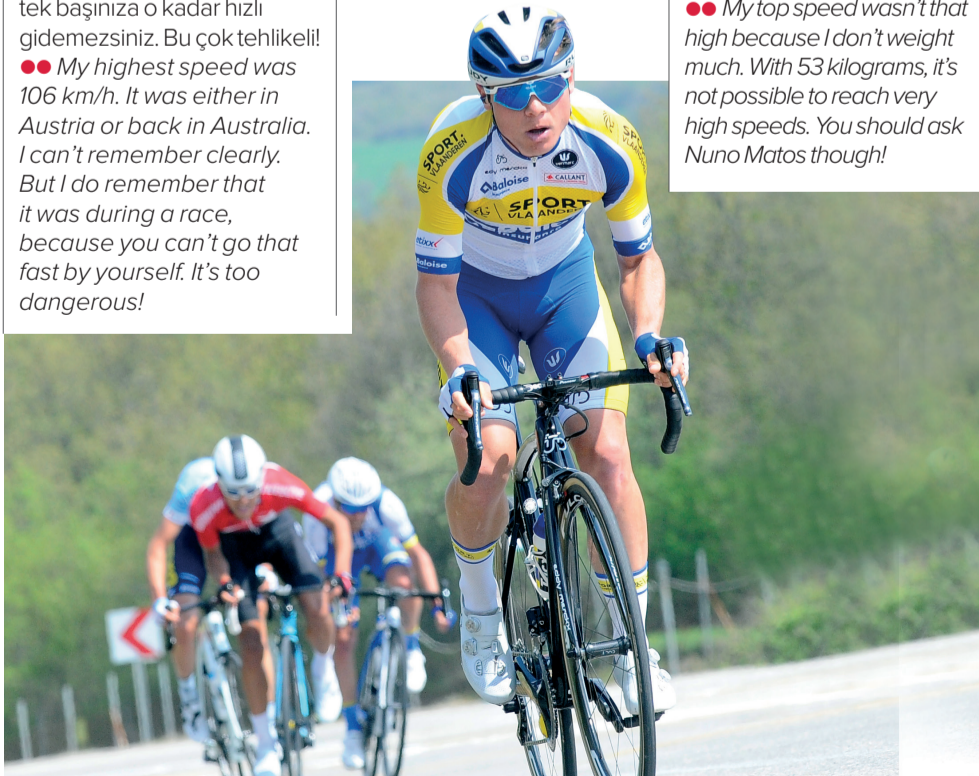 tek başınıza o kadar hızlı
gidemezsiniz. Bu çok tehlikeli!
My highest speed was
106 km/h. It was either in
Austria or back in Australia.
I can't remember clearly.
But I do remember that
it was during a race,
because you can't go that
fast by yourself. It's too
dangerous!
My top speed wasn't that
high because I don't weight
much. With 53 kilograms, it's
not possible to reach very
high speeds. You should ask
Nuno Matos though!
SPORT
VLAANDEREN
Baloise
CALLANT
SPORT
VLAANDEREN
etixx
Baloise